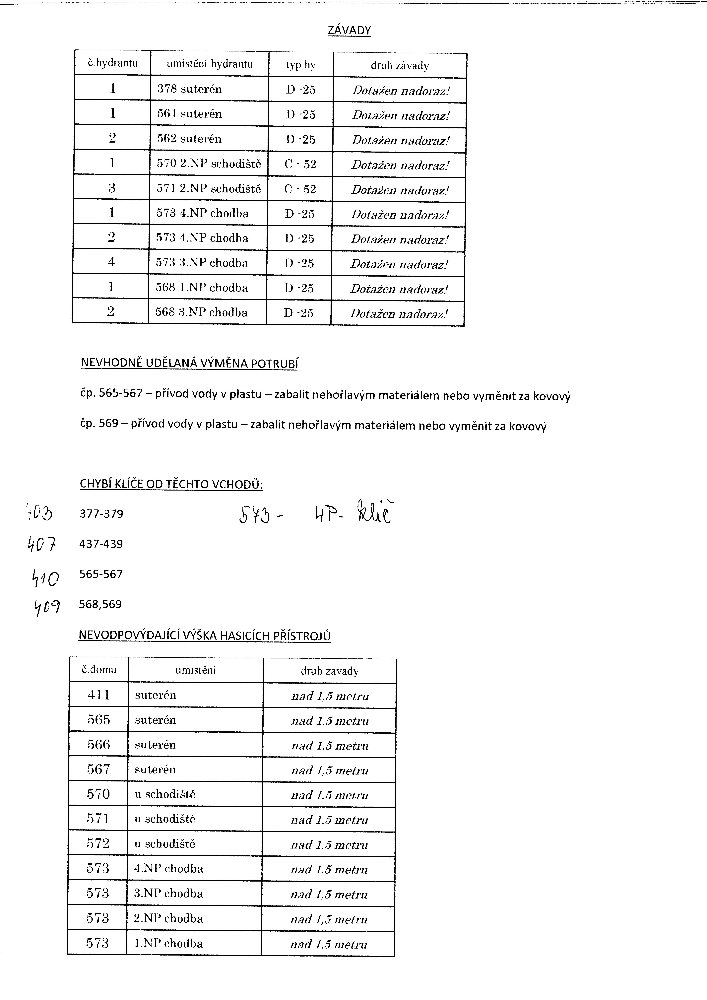 ZÁVADY
č.hydrantu umístění hydrantu typ hy druh závady
1 378 suterén D -25 Dotažen nadoraz!
1 561 suterén D -25 Dotažen nadoraz!
2 562 suterén D -25 Dotažen nadoraz!
1 570 2.NP schodiště C - 52 Dotažen nadoraz!
3 571 2.NP schodiště C - 52 Dotažen nadoraz!
1 573 4.NP chodba D -25 Dotažen nadoraz!
2 573 4.NP chodba D -25 Dotažen nadoraz!
4 573 3.NP chodba D -25 Dotažen nadoraz!
1 568 1.NP chodba D -25 Dotažen nadoraz!
2 568 3.NP chodba D -25 Dotažen nadoraz!
NEVHODNĚ UDĚLANÁ VÝMĚNA POTRUBÍ
čp. 565-567 – přívod vody v plastu – zabalit nehořlavým materiálem nebo vyměnit za kovový
čp. 569 – přívod vody v plastu – zabalit nehořlavým materiálem nebo vyměnit za kovový
CHYBÍ KLÍČE OD TĚCHTO VCHODŮ:
403 377-379 573 - 4P- klíč
407 437-439
410 565-567
409 568,569
NEVODPOVÝDAJÍCÍ VÝŠKA HASICÍCH PŘÍSTROJŮ
č.domu umístění druh závady
411 suterén nad 1,5 metru
565 suterén nad 1,5 metru
566 suterén nad 1,5 metru
567 suterén nad 1,5 metru
570 u schodiště nad 1,5 metru
571 u schodiště nad 1,5 metru
572 u schodiště nad 1,5 metru
573 4.NP chodba nad 1,5 metru
573 3.NP chodba nad 1,5 metru
573 2.NP chodba nad 1,5 metru
573 1.NP chodba nad 1,5 metru